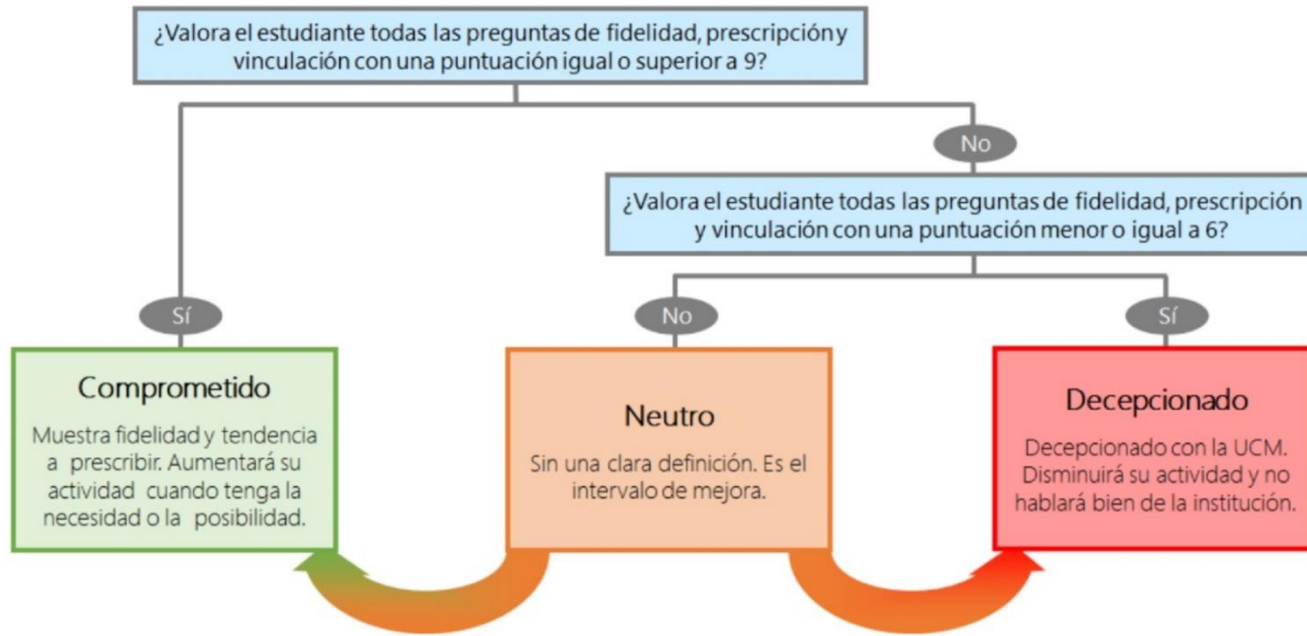 ¿Valora el estudiante todas las preguntas de fidelidad, prescripción y
vinculación con una puntuación igual o superior a 9?
No
¿Valora el estudiante todas las preguntas de fidelidad, prescripción
y vinculación con una puntuación menor o igual a 6?
Sí
No
Sí
Comprometido
Muestra fidelidad y tendencia
a prescribir. Aumentará su
actividad cuando tenga la
necesidad o la posibilidad.
Neutro
Sin una clara definición. Es el
intervalo de mejora.
Decepcionado
Decepcionado con la UCM.
Disminuirá su actividad y no
hablará bien de la institución.